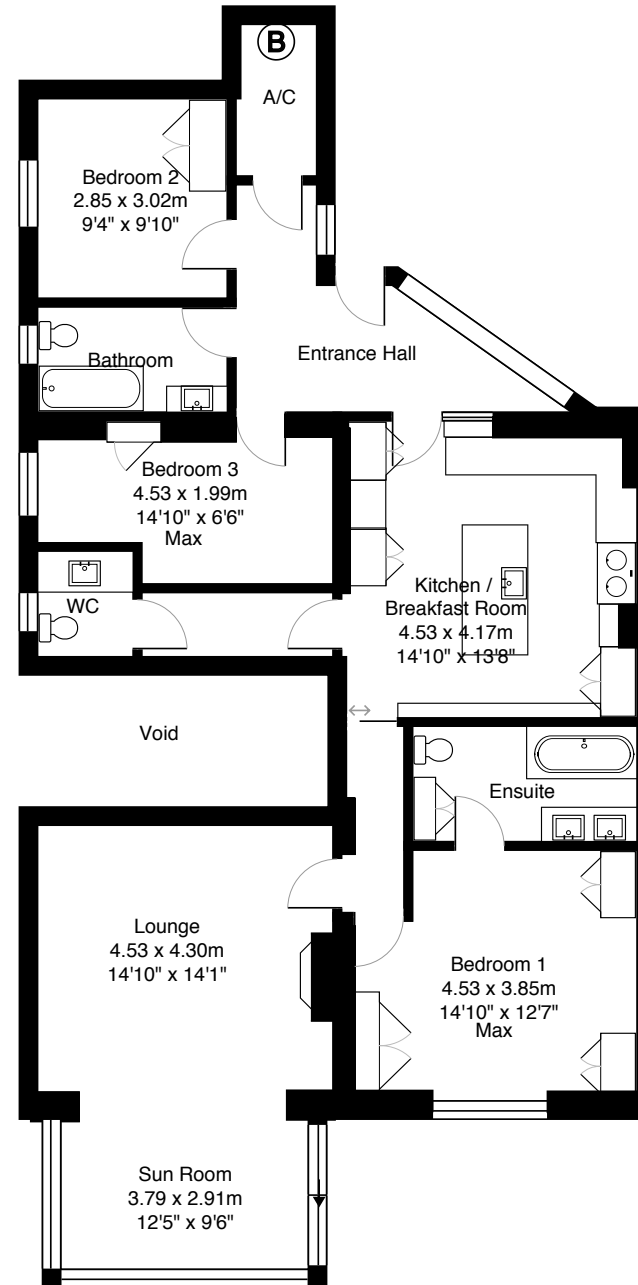 B
A/C
Bedroom 2
2.85 x 3.02m
9'4" x 9'10"
Entrance Hall
Bathroom
Bedroom 3
4.53 x 1.99m
14'10" x 6'6"
Max
Kitchen /
Breakfast Room
4.53 x 4.17m
14'10" x 13'8"
WC
Void
Ensuite
Lounge
4.53 x 4.30m
14'10" x 14'1"
Bedroom 1
4.53 x 3.85m
14'10" x 12'7"
Max
Sun Room
3.79 x 2.91m
12'5" x 9'6"